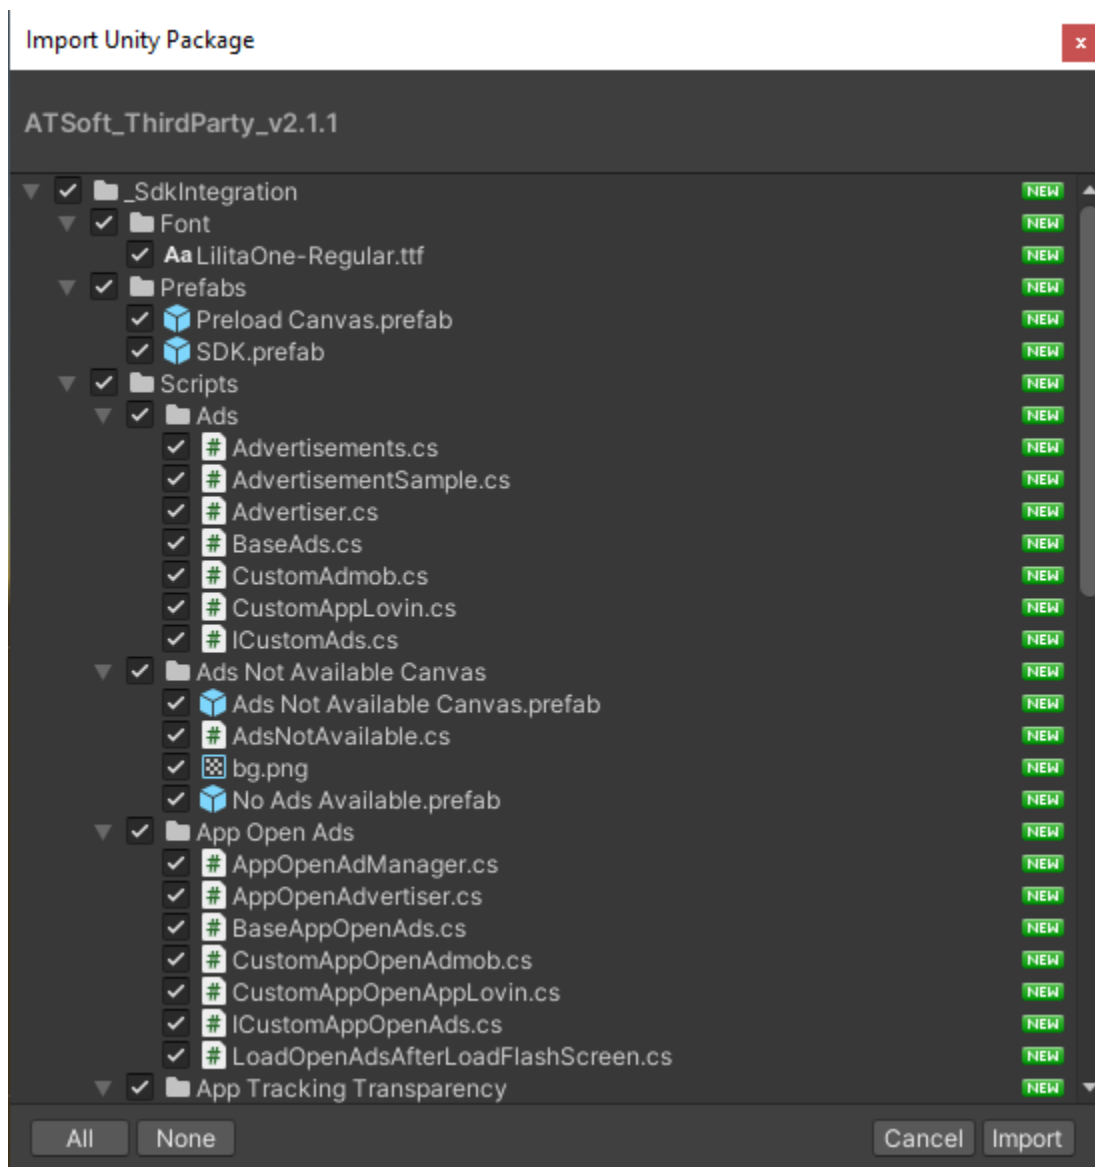 Import Unity Package
x
ATSoft_ThirdParty_v2.1.1
_SdkIntegration NEW
Font NEW
Aa LilitaOne-Regular.ttf NEW
Prefabs NEW
Preload Canvas.prefab NEW
SDK.prefab NEW
Scripts NEW
Ads NEW
# Advertisements.cs NEW
# AdvertisementSample.cs NEW
# Advertiser.cs NEW
# BaseAds.cs NEW
# CustomAdmob.cs NEW
# CustomAppLovin.cs NEW
# ICustomAds.cs NEW
Ads Not Available Canvas NEW
Ads Not Available Canvas.prefab NEW
# AdsNotAvailable.cs NEW
bg.png NEW
No Ads Available.prefab NEW
App Open Ads NEW
# AppOpenAdManager.cs NEW
# AppOpenAdvertiser.cs NEW
# BaseAppOpenAds.cs NEW
# CustomAppOpenAdmob.cs NEW
# CustomAppOpenAppLovin.cs NEW
# ICustomAppOpenAds.cs NEW
# LoadOpenAdsAfterLoadFlashScreen.cs NEW
App Tracking Transparency NEW
All None Cancel Import